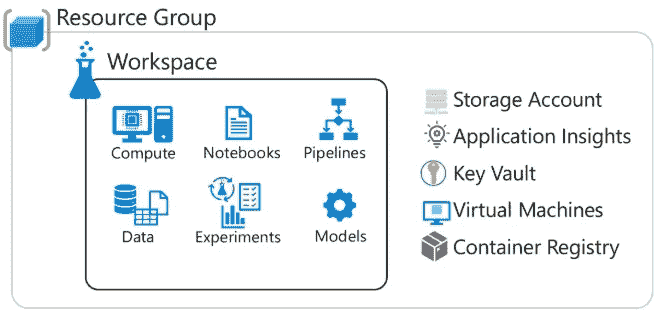 Resource Group
Workspace
Compute Notebooks Pipelines
Data Experiments Models
Storage Account
Application Insights
Key Vault
Virtual Machines
Container Registry